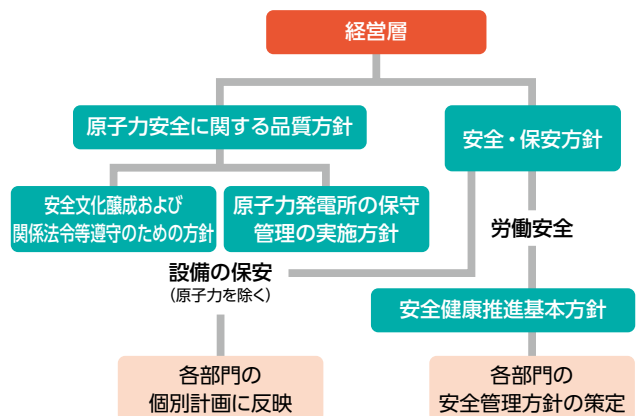 経営層
原子力安全に関する品質方針
安全・保安方針
安全文化醸成および
関係法令等遵守のための方針
原子力発電所の保守
管理の実施方針
労働安全
設備の保安
(原子力を除く)
安全健康推進基本方針
各部門の
個別計画に反映
各部門の
安全管理方針の策定